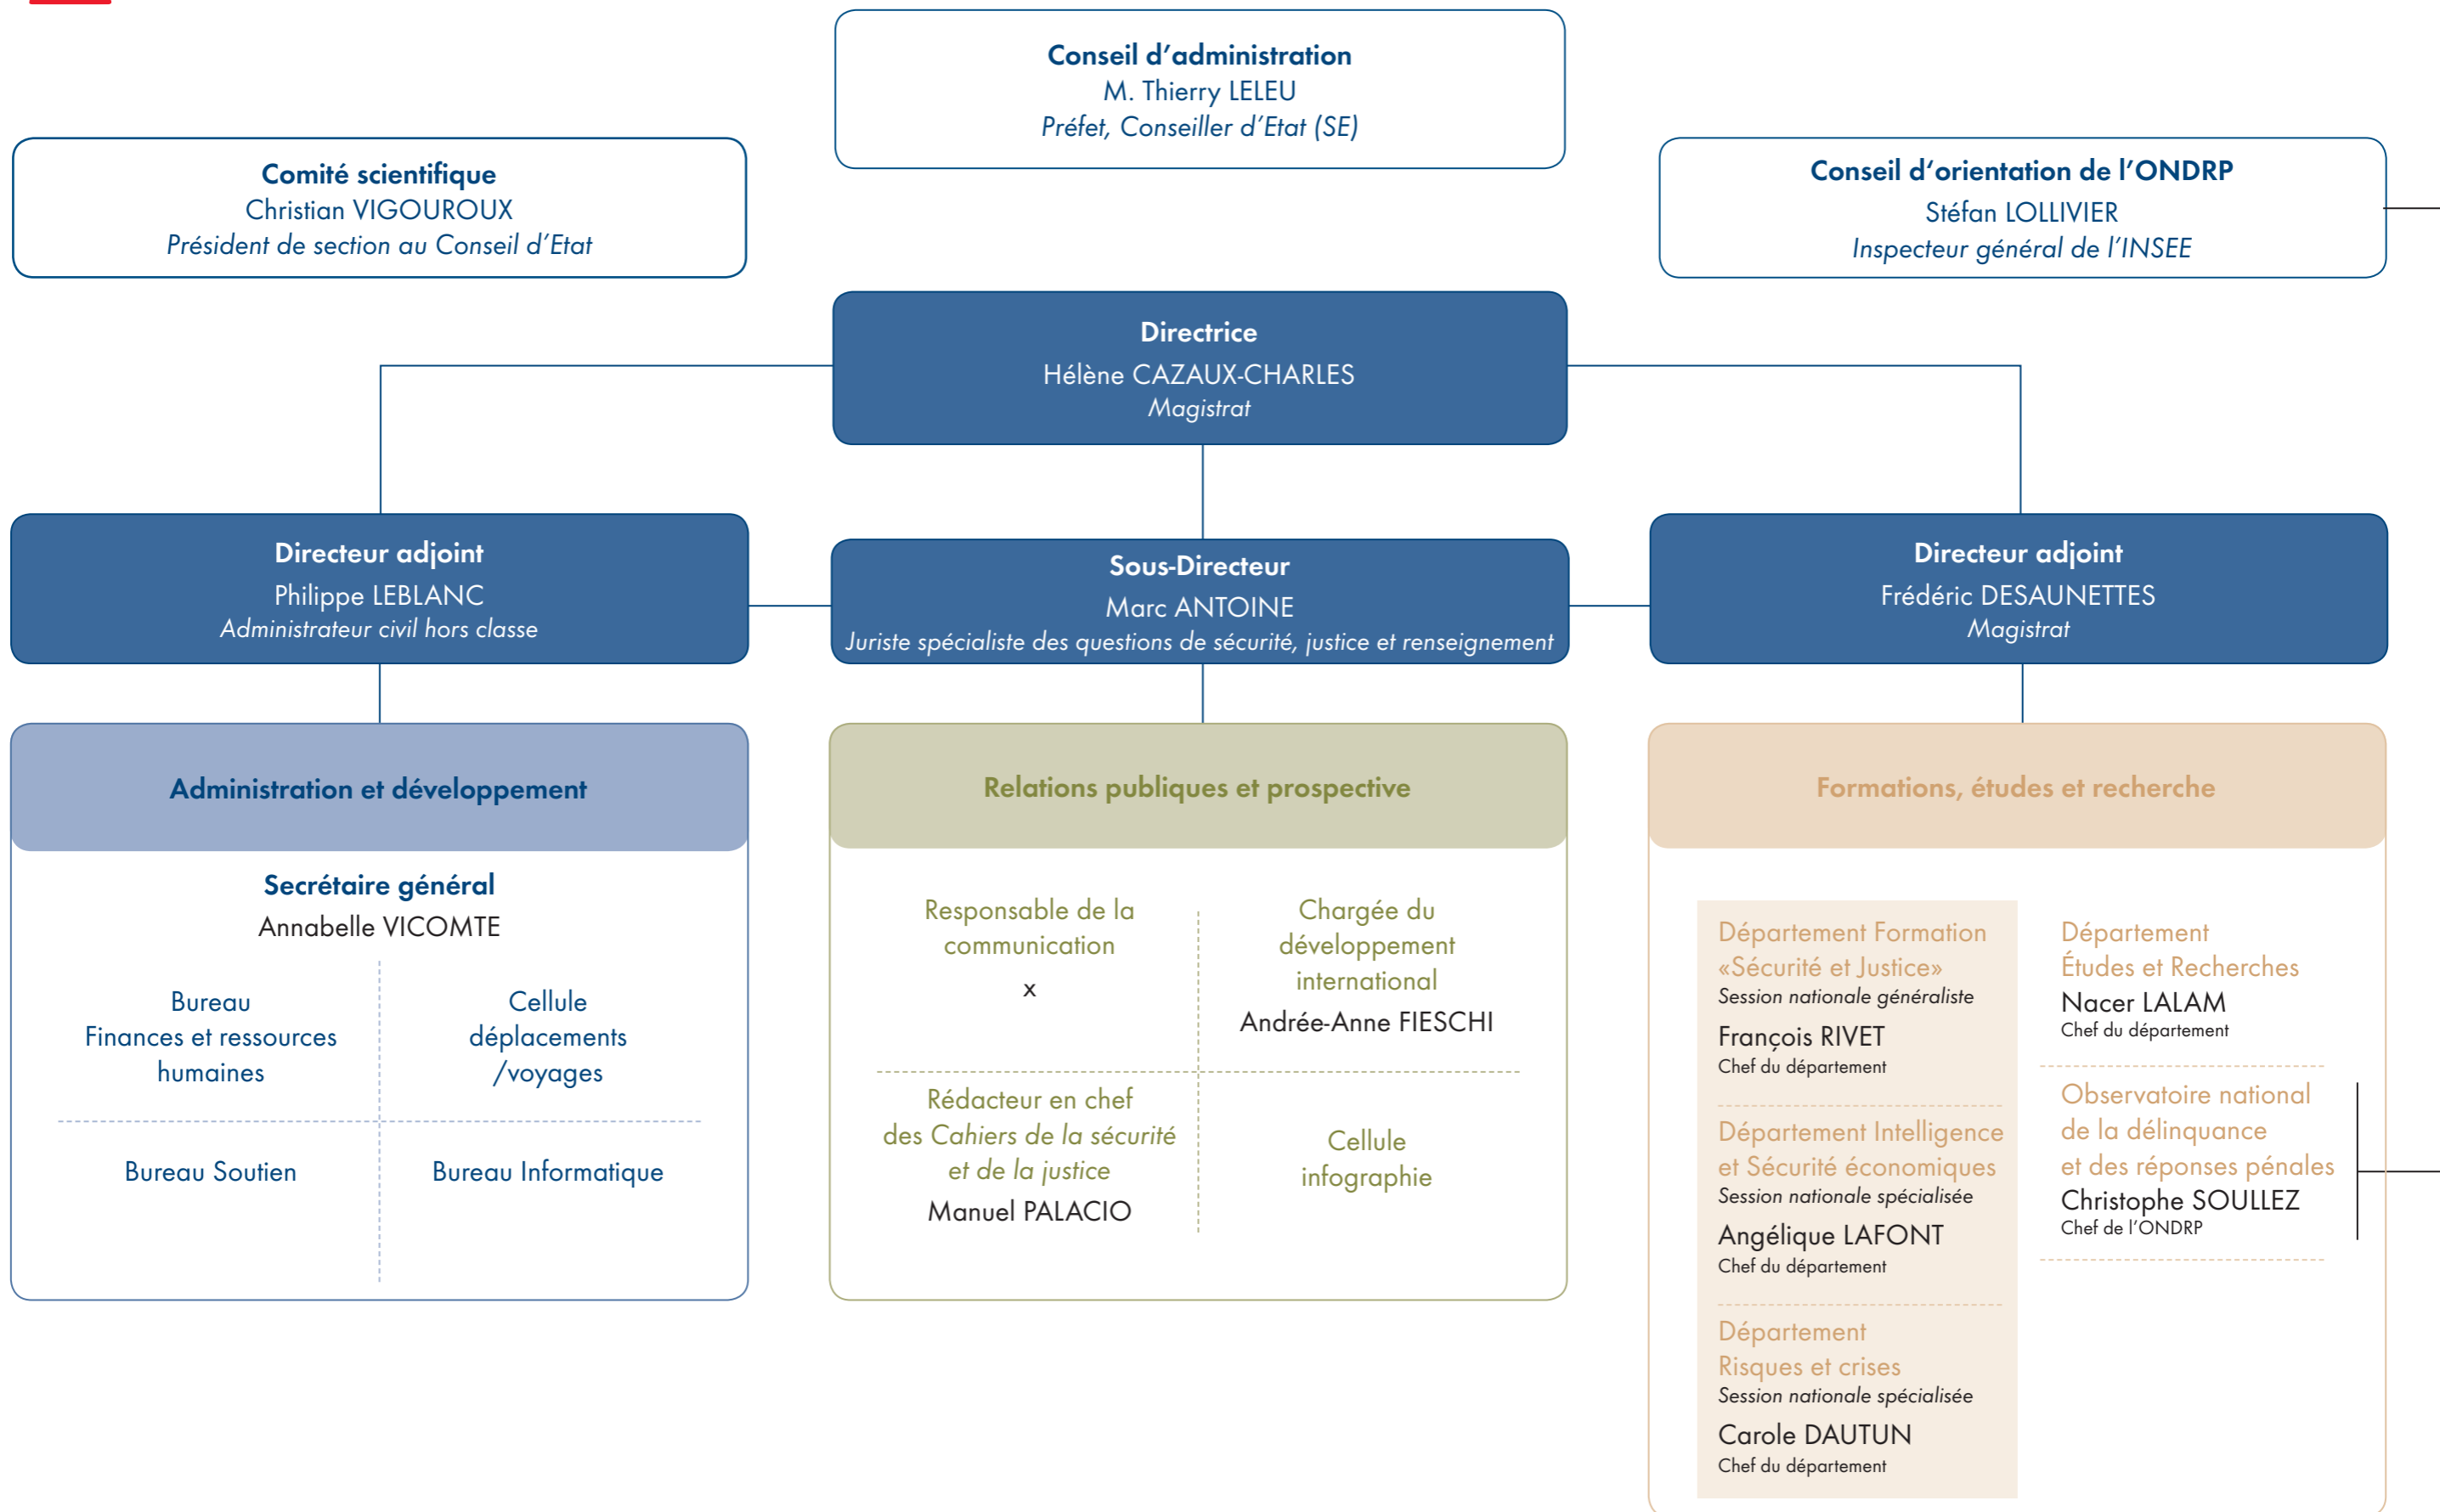 Conseil d’administration
M. Thierry LELEU
Préfet, Conseiller d’Etat (SE)
Comité scientifique
Christian VIGOUROUX
Président de section au Conseil d’Etat
Conseil d‘orientation de l’ONDRP
Stéfan LOLLIVIER
Inspecteur général de l’INSEE
Directrice
Hélène CAZAUX-CHARLES
Magistrat
Directeur adjoint
Philippe LEBLANC
Administrateur civil hors classe
Sous-Directeur
Marc ANTOINE
Juriste spécialiste des questions de sécurité, justice et renseignement
Directeur adjoint
Frédéric DESAUNETTES
Magistrat
Administration et développement
Secrétaire général
Annabelle VICOMTE
Bureau
Finances et ressources
humaines
Cellule
déplacements
/voyages
Bureau Soutien
Bureau Informatique
Relations publiques et prospective
Responsable de la
communication
x
Chargée du
développement
international
Andrée-Anne FIESCHI
Rédacteur en chef
des Cahiers de la sécurité
et de la justice
Manuel PALACIO
Cellule
infographie
Formations, études et recherche
Département Formation
«Sécurité et Justice»
Session nationale généraliste
François RIVET
Chef du département
Département Intelligence
et Sécurité économiques
Session nationale spécialisée
Angélique LAFONT
Chef du département
Département
Risques et crises
Session nationale spécialisée
Carole DAUTUN
Chef du département
Département
Études et Recherches
Nacer LALAM
Chef du département
Observatoire national
de la délinquance
et des réponses pénales
Christophe SOULLEZ
Chef de l’ONDRP